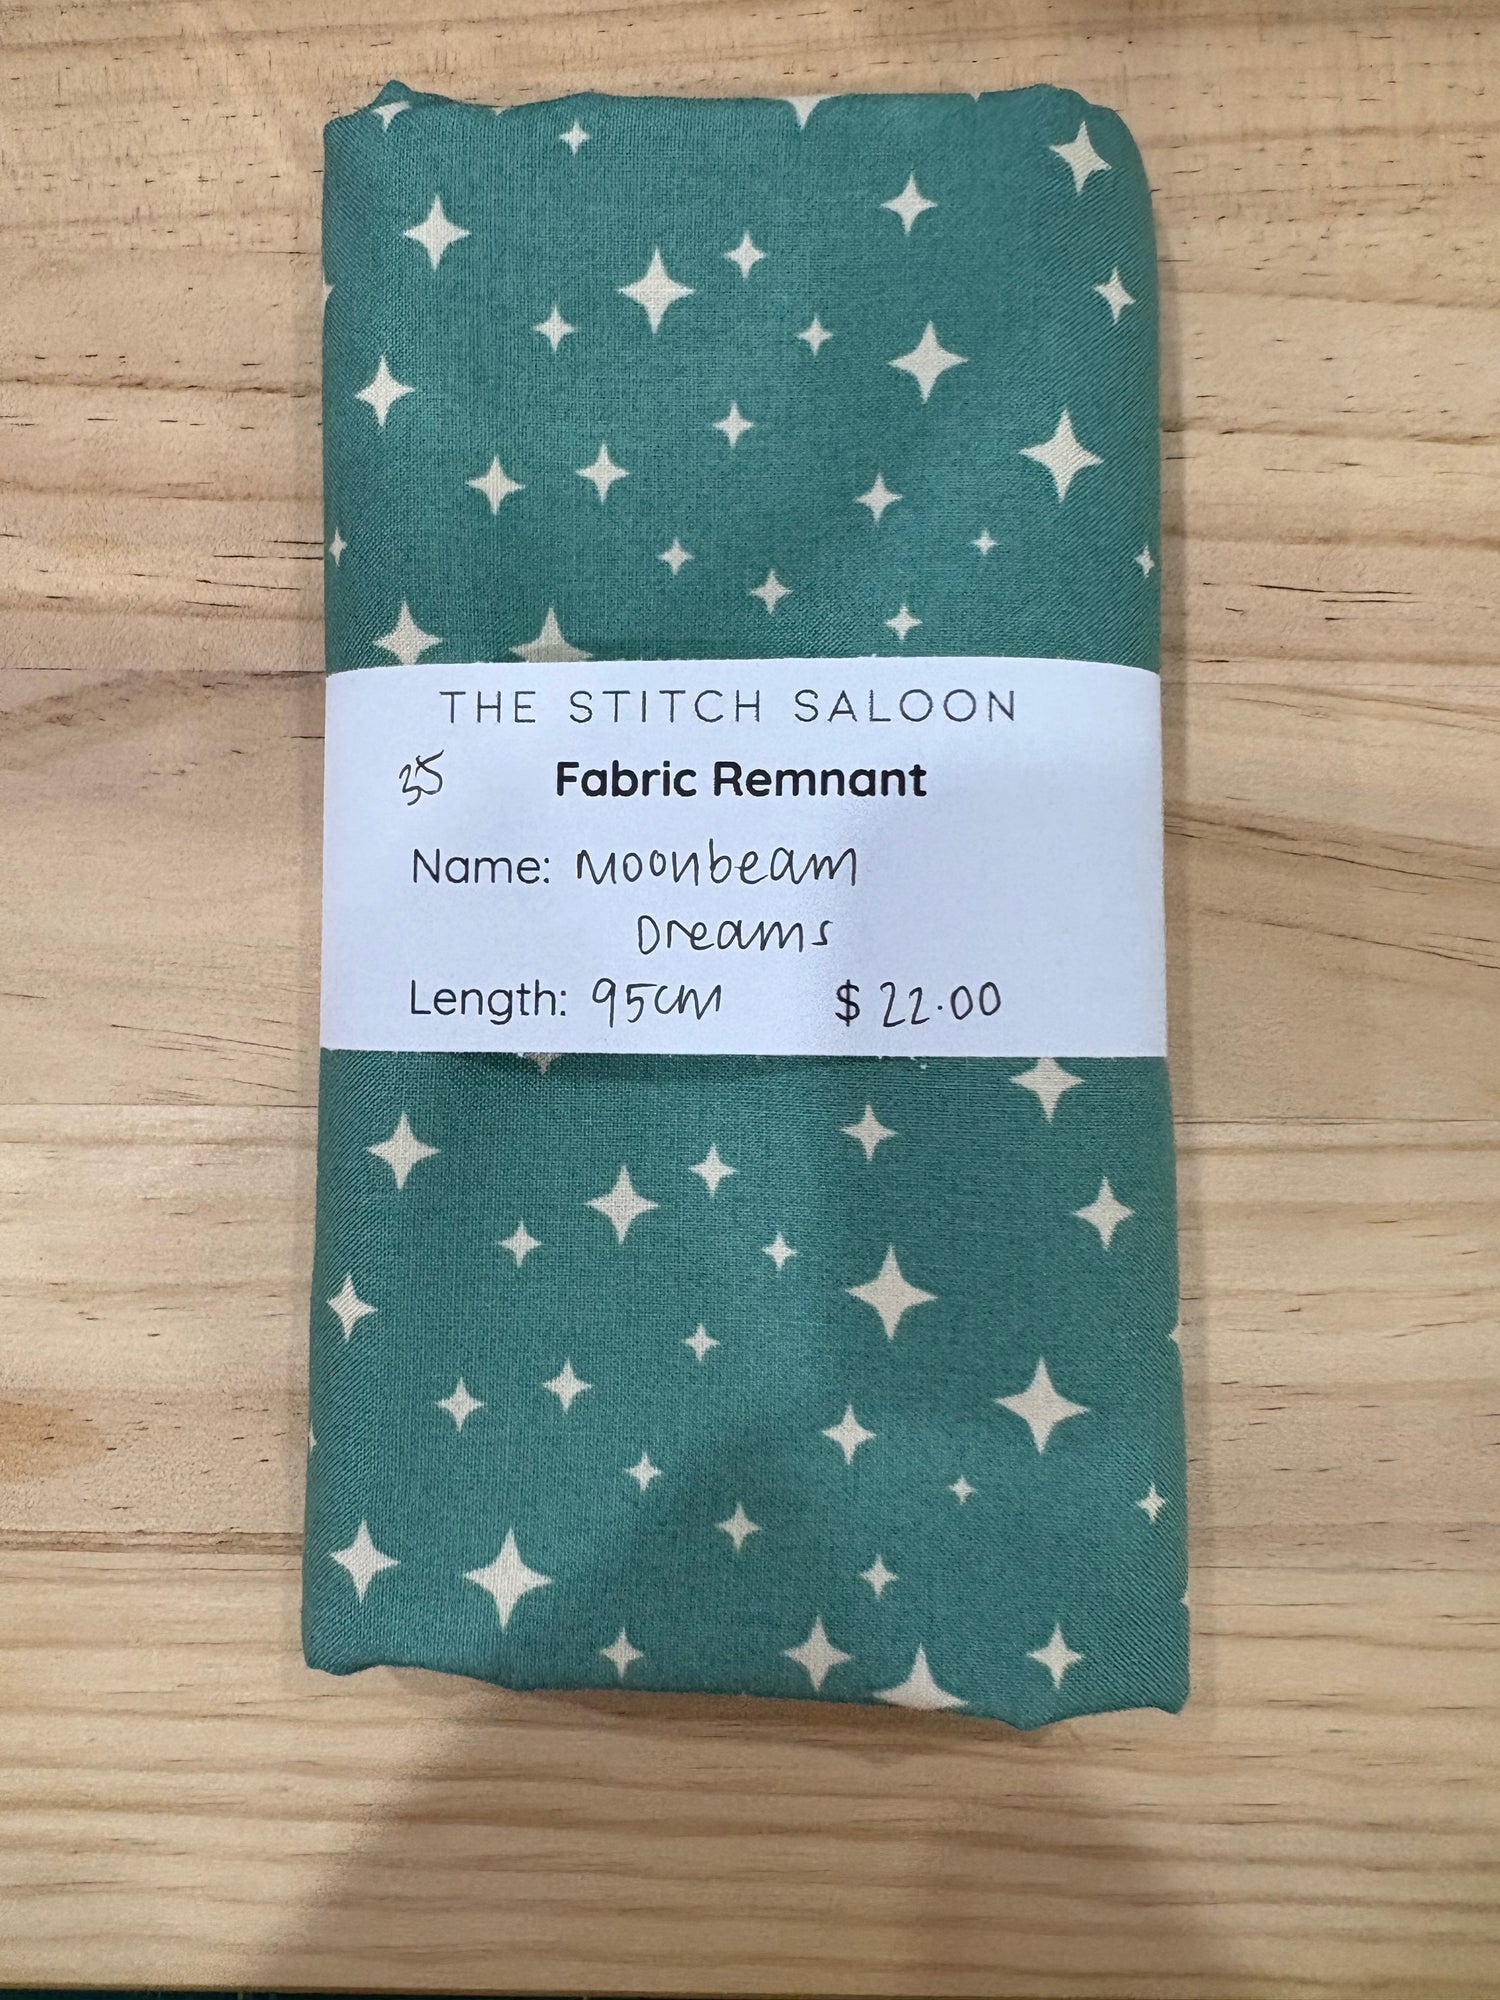 THE STITCH SALOON
35 Fabric Remnant
Name: Moonbeam
Dreams
Length: 95cm $22.00